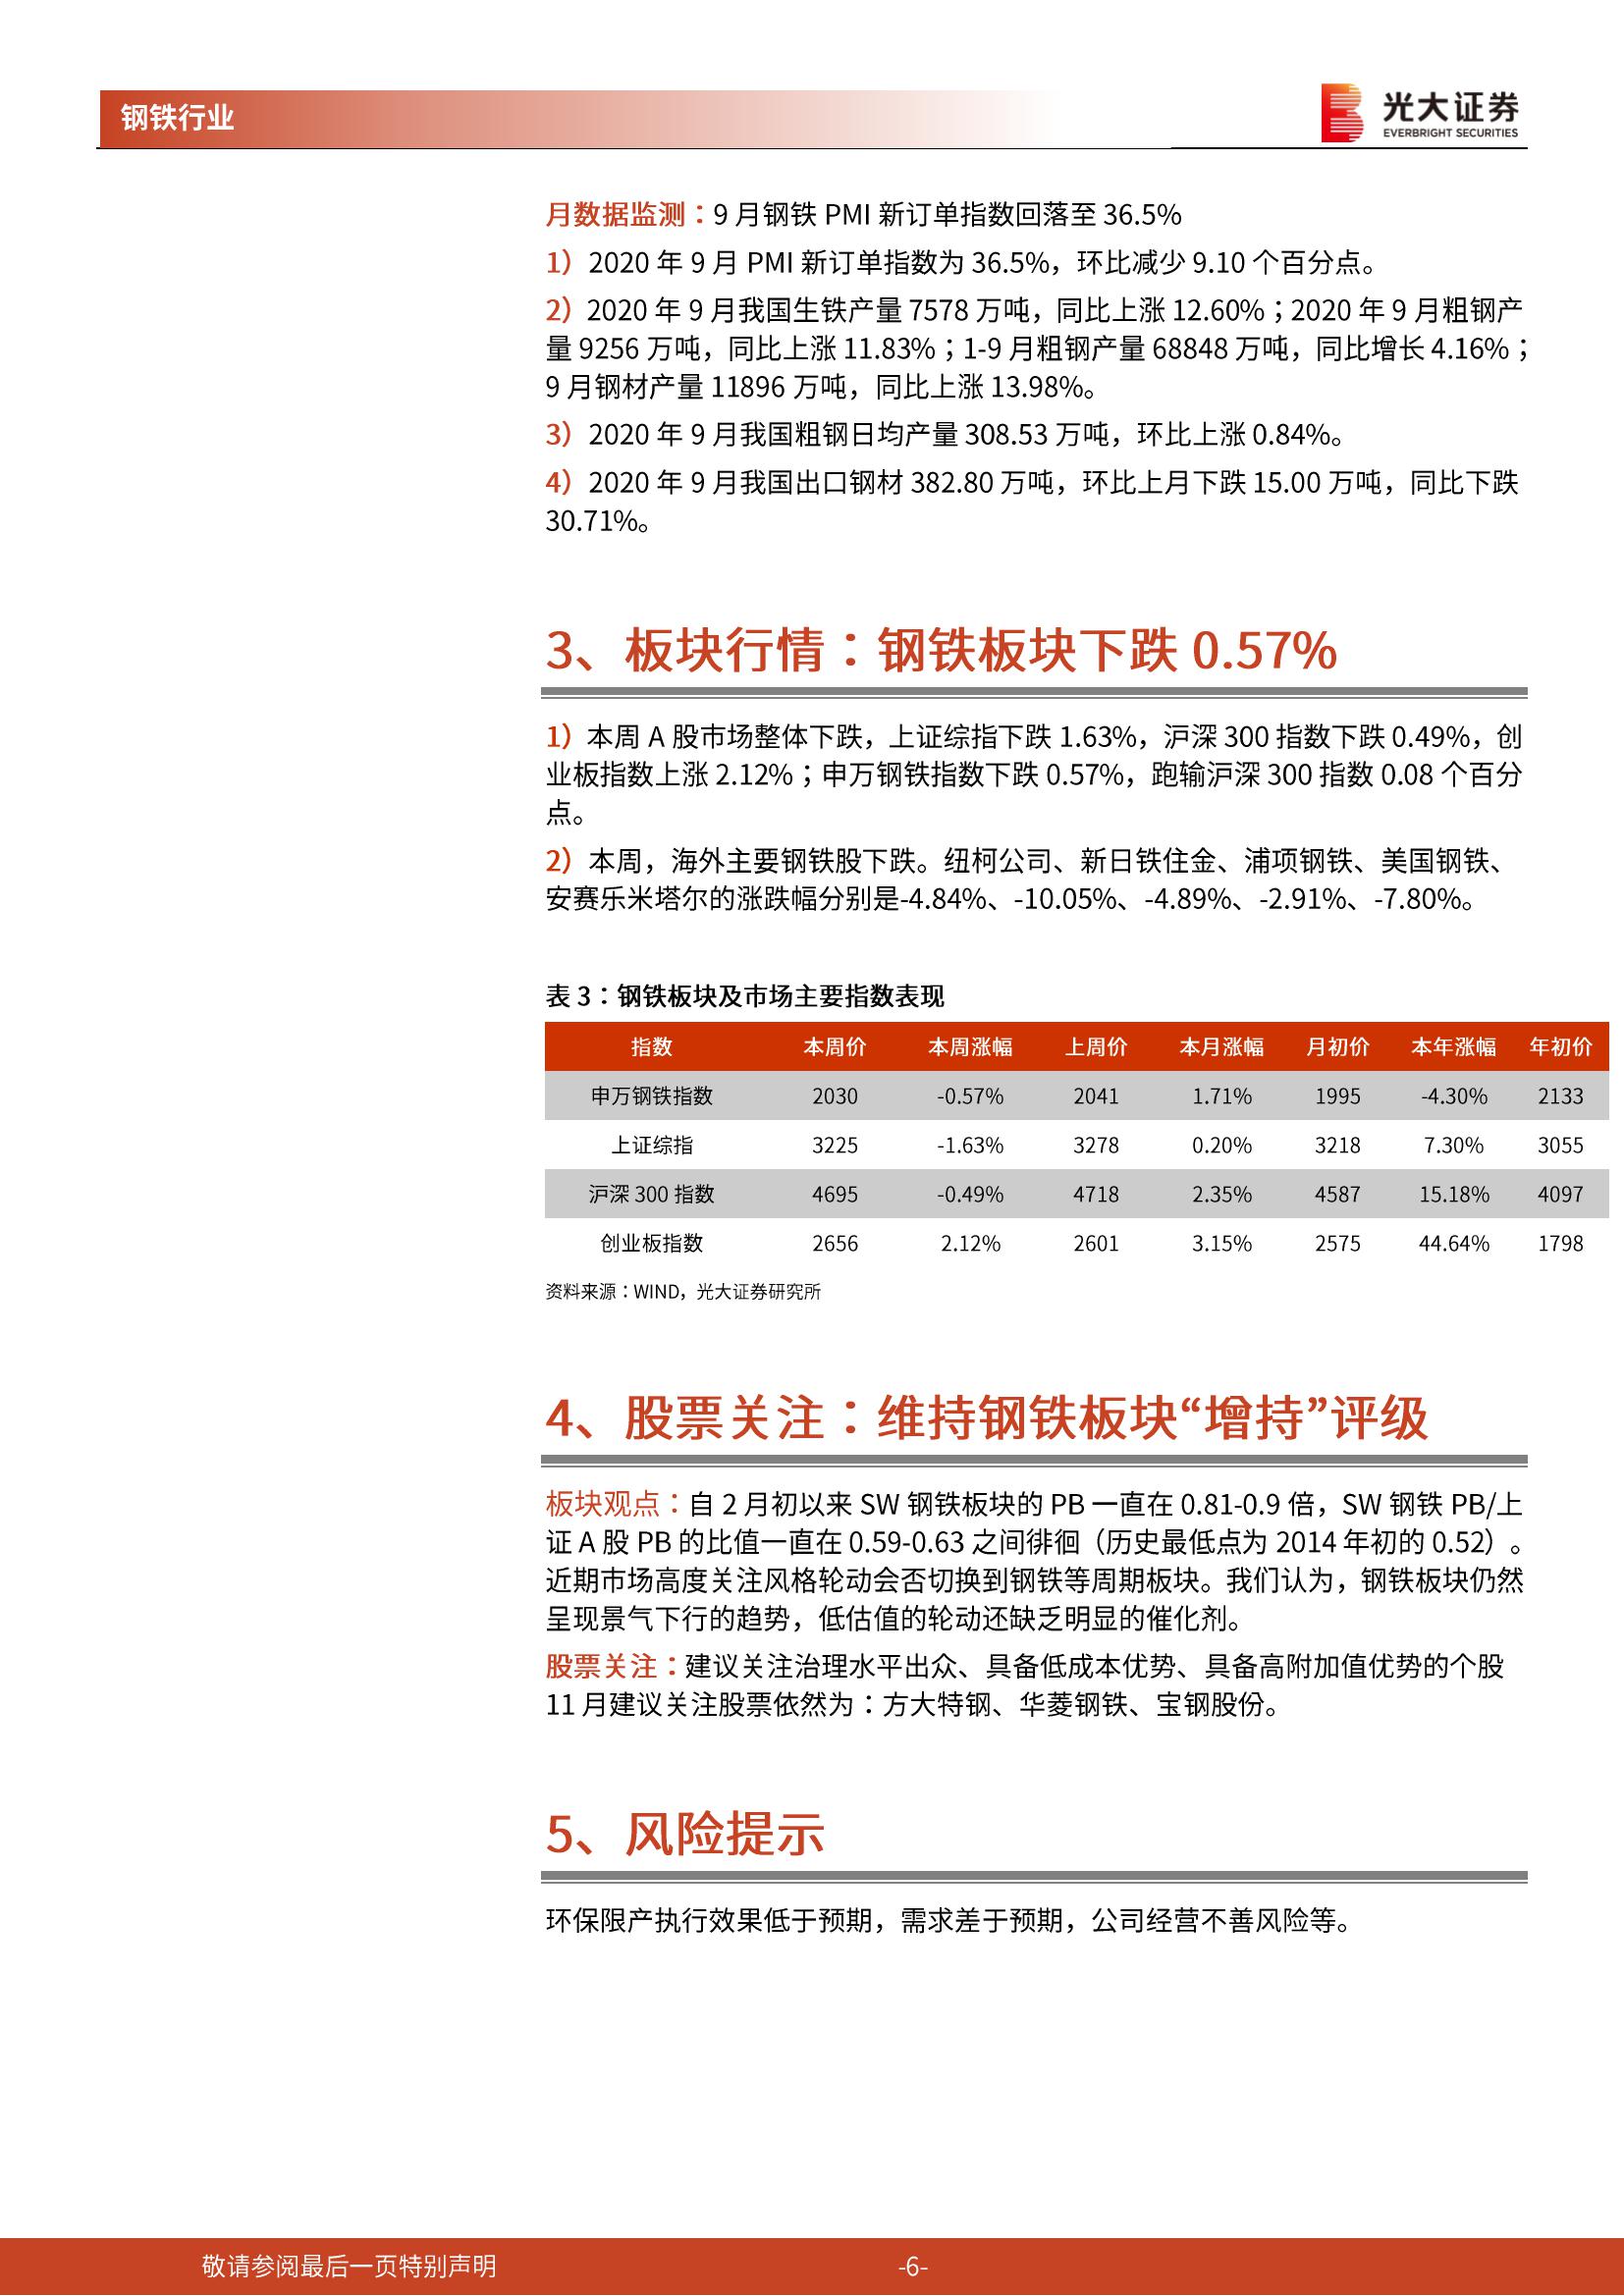 钢铁行业
光大证券
EVERBRIGHT SECURITIES
月数据监测：9 月钢铁 PMI 新订单指数回落至 36.5%
1）2020 年 9 月 PMI 新订单指数为 36.5%，环比减少 9.10 个百分点。
2）2020 年 9 月我国生铁产量 7578 万吨，同比上涨 12.60%；2020 年 9 月粗钢产
量 9256 万吨，同比上涨 11.83%；1-9 月粗钢产量 68848 万吨，同比增长 4.16%；
9 月钢材产量 11896 万吨，同比上涨 13.98%。
3）2020 年 9 月我国粗钢日均产量 308.53 万吨，环比上涨 0.84%。
4）2020 年 9 月我国出口钢材 382.80 万吨，环比上月下跌 15.00 万吨，同比下跌
30.71%。
3、板块行情：钢铁板块下跌 0.57%
1）本周 A 股市场整体下跌，上证综指下跌 1.63%，沪深 300 指数下跌 0.49%，创
业板指数上涨 2.12%；申万钢铁指数下跌 0.57%，跑输沪深 300 指数 0.08 个百分
点。
2）本周，海外主要钢铁股下跌。纽柯公司、新日铁住金、浦项钢铁、美国钢铁、
安赛乐米塔尔的涨跌幅分别是-4.84%、-10.05%、-4.89%、-2.91%、-7.80%。
表 3：钢铁板块及市场主要指数表现
指数 本周价 本周涨幅 上周价 本月涨幅 月初价 本年涨幅 年初价
申万钢铁指数 2030 -0.57% 2041 1.71% 1995 -4.30% 2133
上证综指 3225 -1.63% 3278 0.20% 3218 7.30% 3055
沪深 300 指数 4695 -0.49% 4718 2.35% 4587 15.18% 4097
创业板指数 2656 2.12% 2601 3.15% 2575 44.64% 1798
资料来源：WIND，光大证券研究所
4、股票关注：维持钢铁板块“增持”评级
板块观点：自 2 月初以来 SW 钢铁板块的 PB 一直在 0.81-0.9 倍，SW 钢铁 PB/上
证 A 股 PB 的比值一直在 0.59-0.63 之间徘徊（历史最低点为 2014 年初的 0.52）。
近期市场高度关注风格轮动会否切换到钢铁等周期板块。我们认为，钢铁板块仍然
呈现景气下行的趋势，低估值的轮动还缺乏明显的催化剂。
股票关注：建议关注治理水平出众、具备低成本优势、具备高附加值优势的个股
11 月建议关注股票依然为：方大特钢、华菱钢铁、宝钢股份。
5、风险提示
环保限产执行效果低于预期，需求差于预期，公司经营不善风险等。
敬请参阅最后一页特别声明 -6-